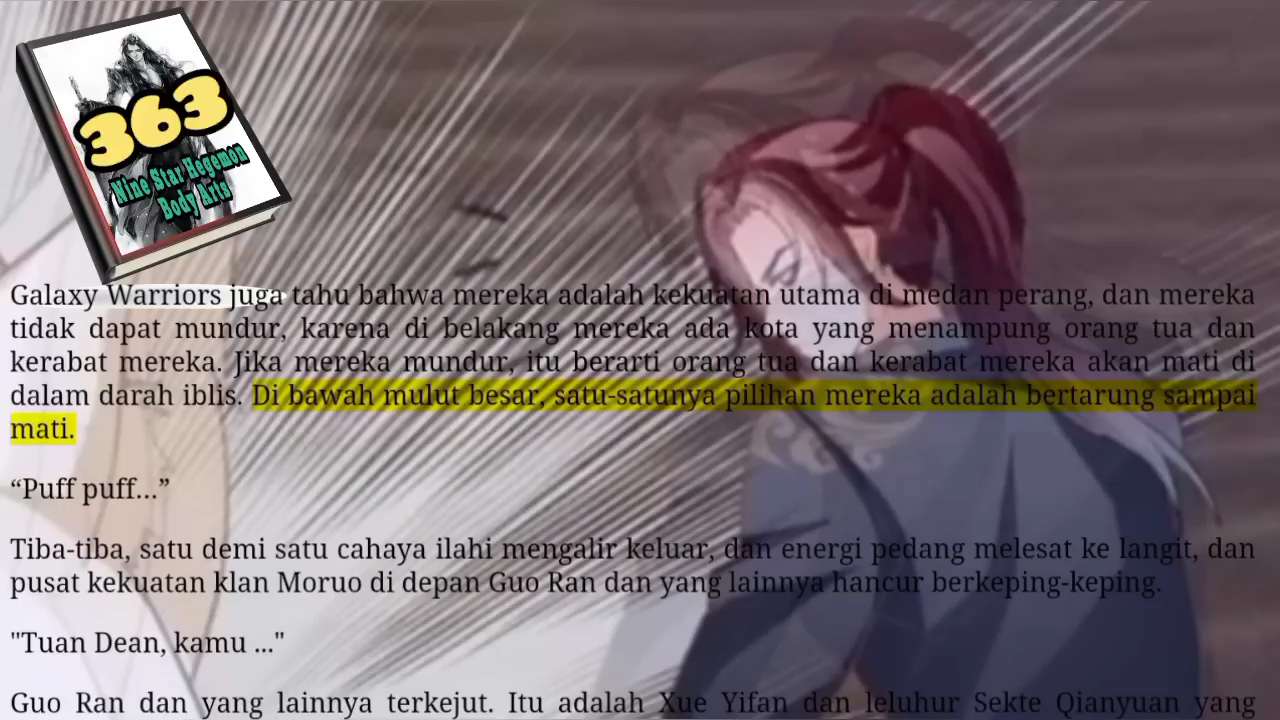 363
Nine Star Hegemon
Body Arts
Galaxy Warriors juga tahu bahwa mereka adalah kekuatan utama di medan perang, dan mereka
tidak dapat mundur, karena di belakang mereka ada kota yang menampung orang tua dan
kerabat mereka. Jika mereka mundur, itu berarti orang tua dan kerabat mereka akan mati di
dalam darah iblis. Di bawah mulut besar, satu-satunya pilihan mereka adalah bertarung sampai
mati.
“Puff puff...”
Tiba-tiba, satu demi satu cahaya ilahi mengalir keluar, dan energi pedang melesat ke langit, dan
pusat kekuatan klan Moruo di depan Guo Ran dan yang lainnya hancur berkeping-keping.
"Tuan Dean, kamu ..."
Guo Ran dan yang lainnya terkejut. Itu adalah Xue Yifan dan leluhur Sekte Qianyuan yang